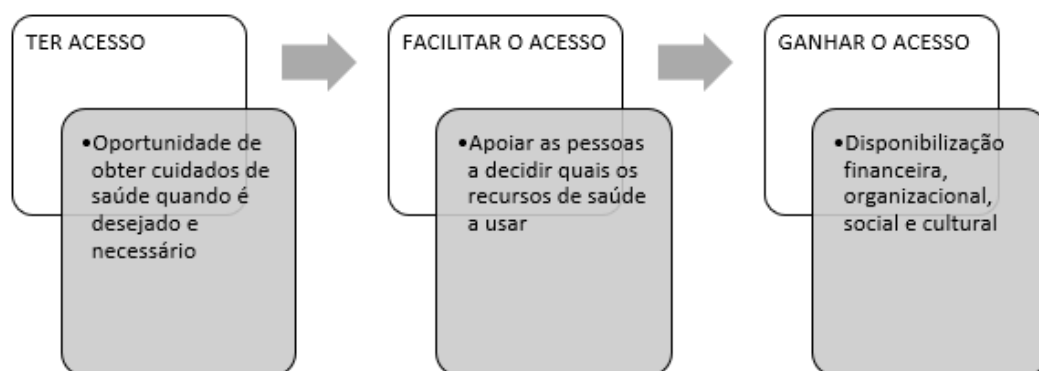 TER ACESSO
•Oportunidade de
obter cuidados de
saúde quando é
desejado e
necessário
FACILITAR O ACESSO
•Apoiar as pessoas
a decidir quais os
recursos de saúde
a usar
GANHAR O ACESSO
•Disponibilização
financeira,
organizacional,
social e cultural